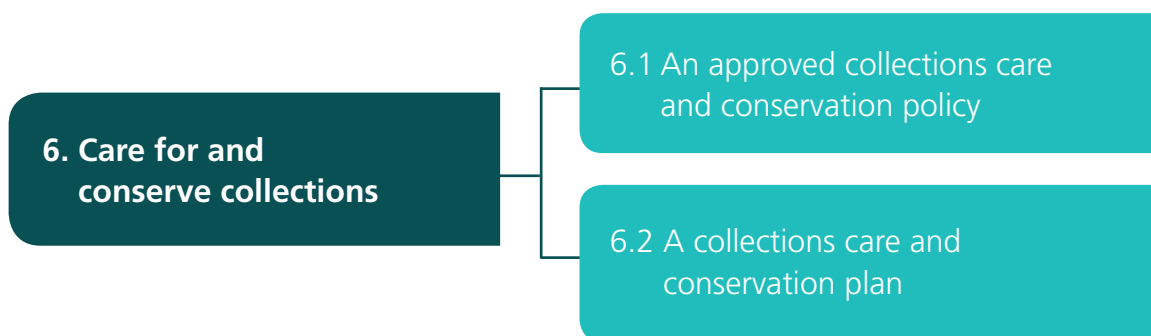 6. Care for and
conserve collections
6.1 An approved collections care
and conservation policy
6.2 A collections care and
conservation plan